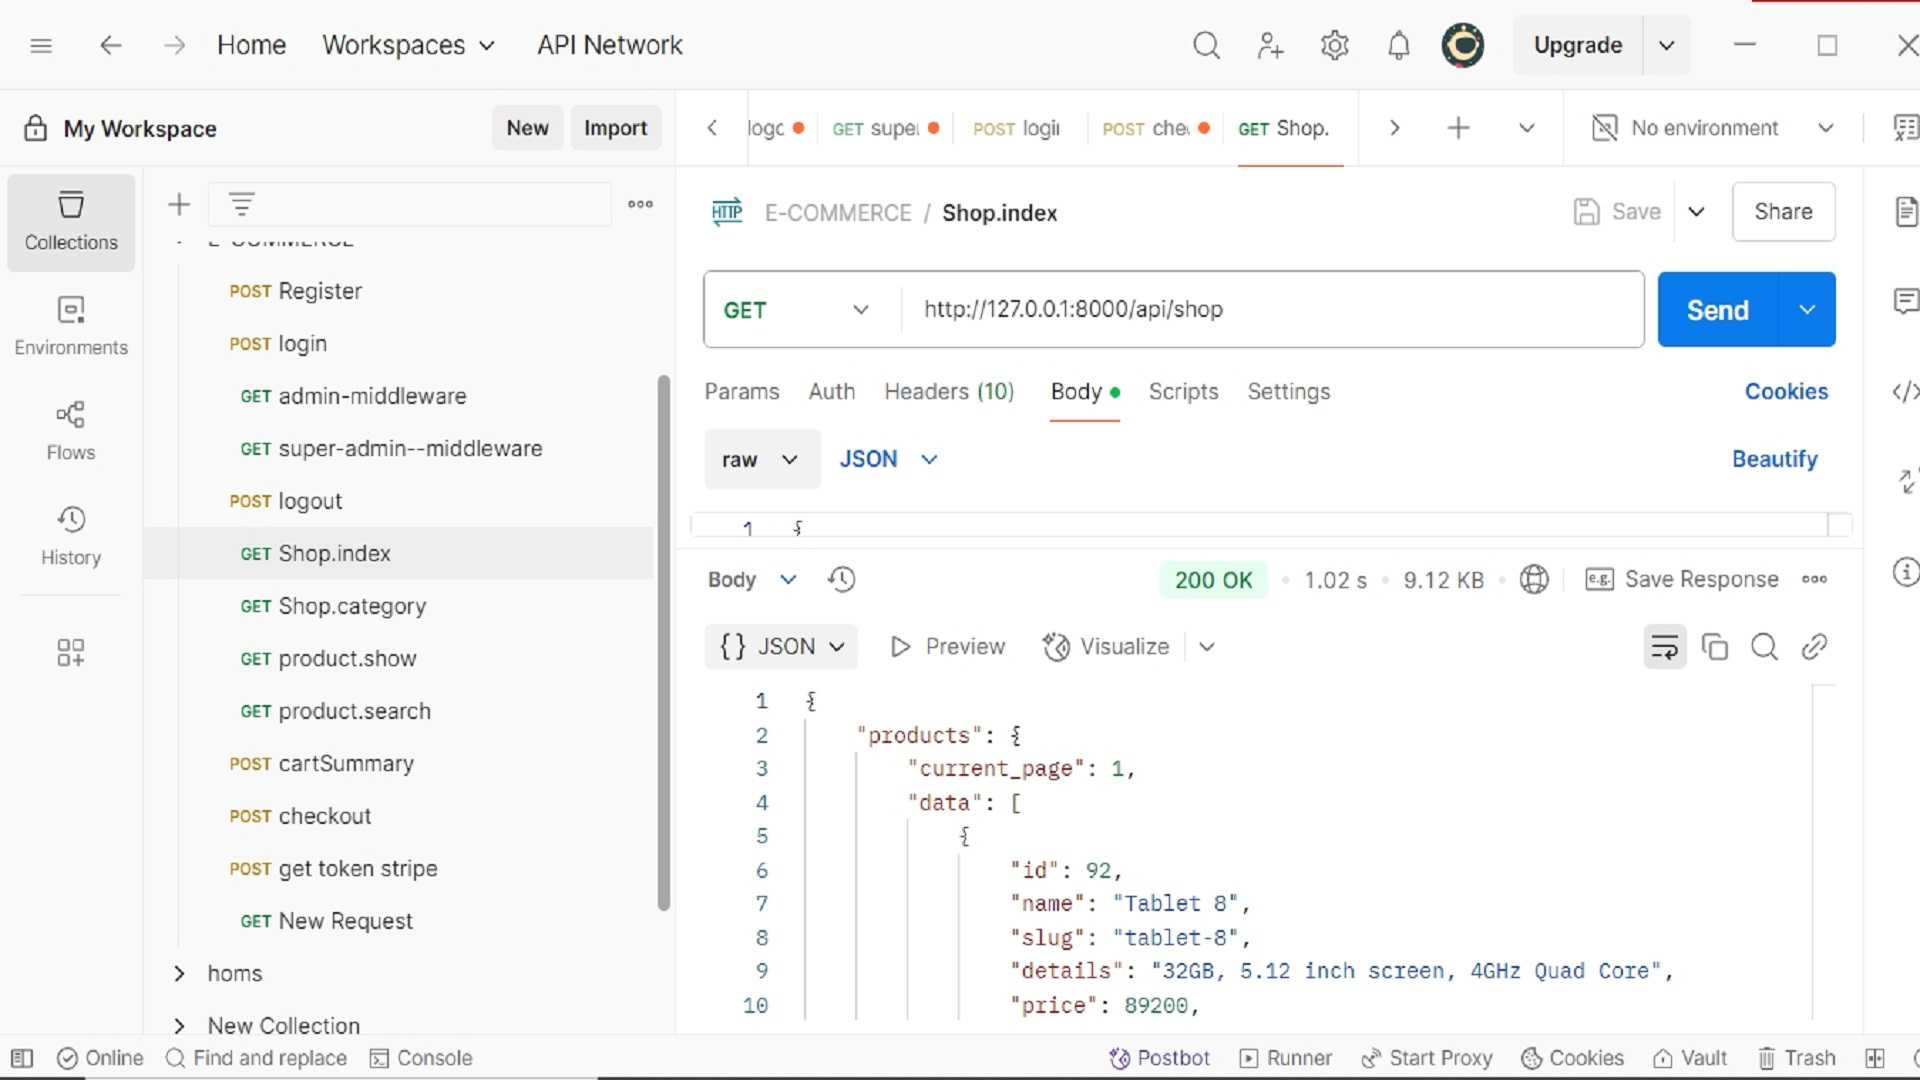 Home Workspaces API Network Upgrade
My Workspace New Import logo GET super POST login POST che GET Shop. No environment
Collections
E-COMMERCE
E-COMMERCE / Shop.index Save Share
POST Register
GET http://127.0.0.1:8000/api/shop Send
Environments
POST login
GET admin-middleware
Params Auth Headers (10) Body Scripts Settings Cookies
Flows
GET super-admin--middleware
raw JSON Beautify
POST logout
1 {
History
GET Shop.index
Body 200 OK 1.02 s 9.12 KB e.g. Save Response
GET Shop.category
{} JSON Preview Visualize
GET product.show
GET product.search
POST cartSummary
POST checkout
POST get token stripe
GET New Request
homs
New Collection
1 {
2 "products": {
3 "current_page": 1,
4 "data": [
5 {
6 "id": 92,
7 "name": "Tablet 8",
8 "slug": "tablet-8",
9 "details": "32GB, 5.12 inch screen, 4GHz Quad Core",
10 "price": 89200,
Online Find and replace Console Postbot Runner Start Proxy Cookies Vault Trash